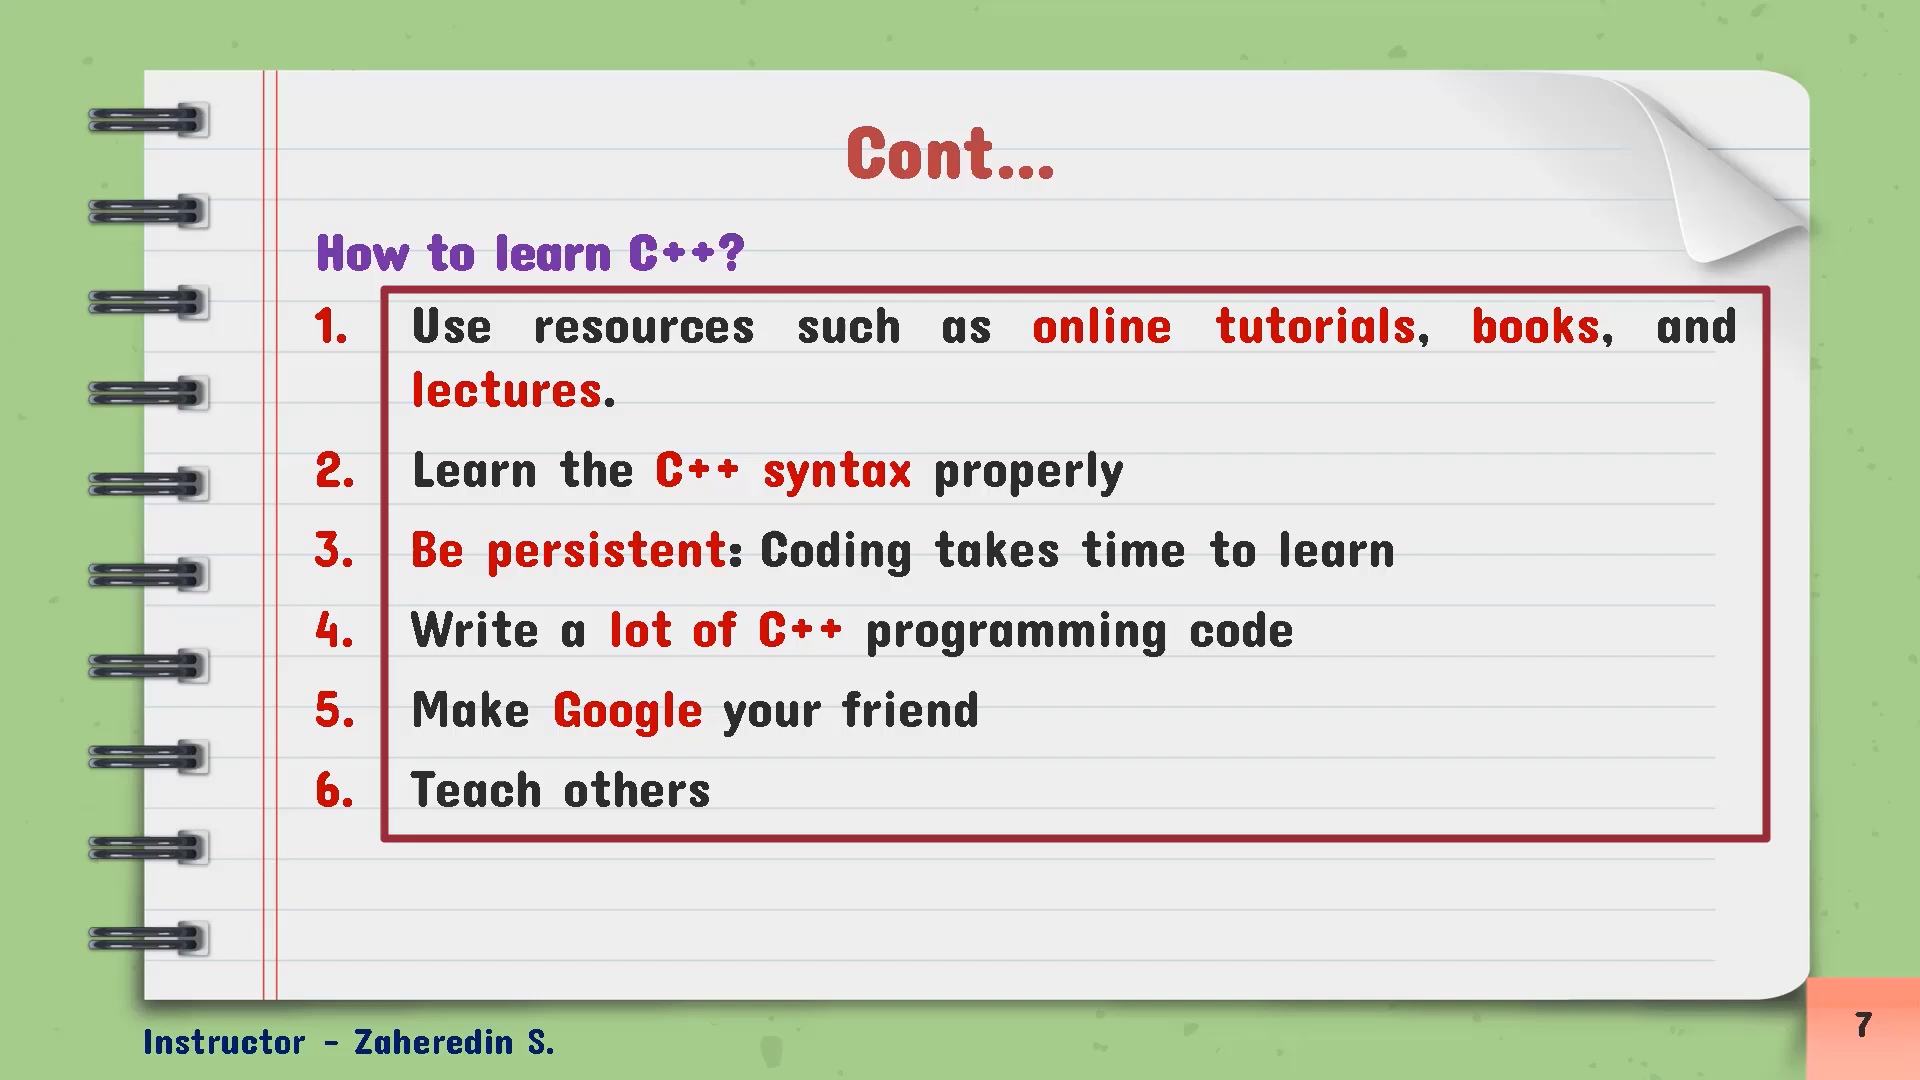 Cont...
How to learn C++?
1. Use resources such as online tutorials, books, and
lectures.
2. Learn the C++ syntax properly
3. Be persistent: Coding takes time to learn
4. Write a lot of C++ programming code
5. Make Google your friend
6. Teach others
Instructor - Zaheredin S.
7